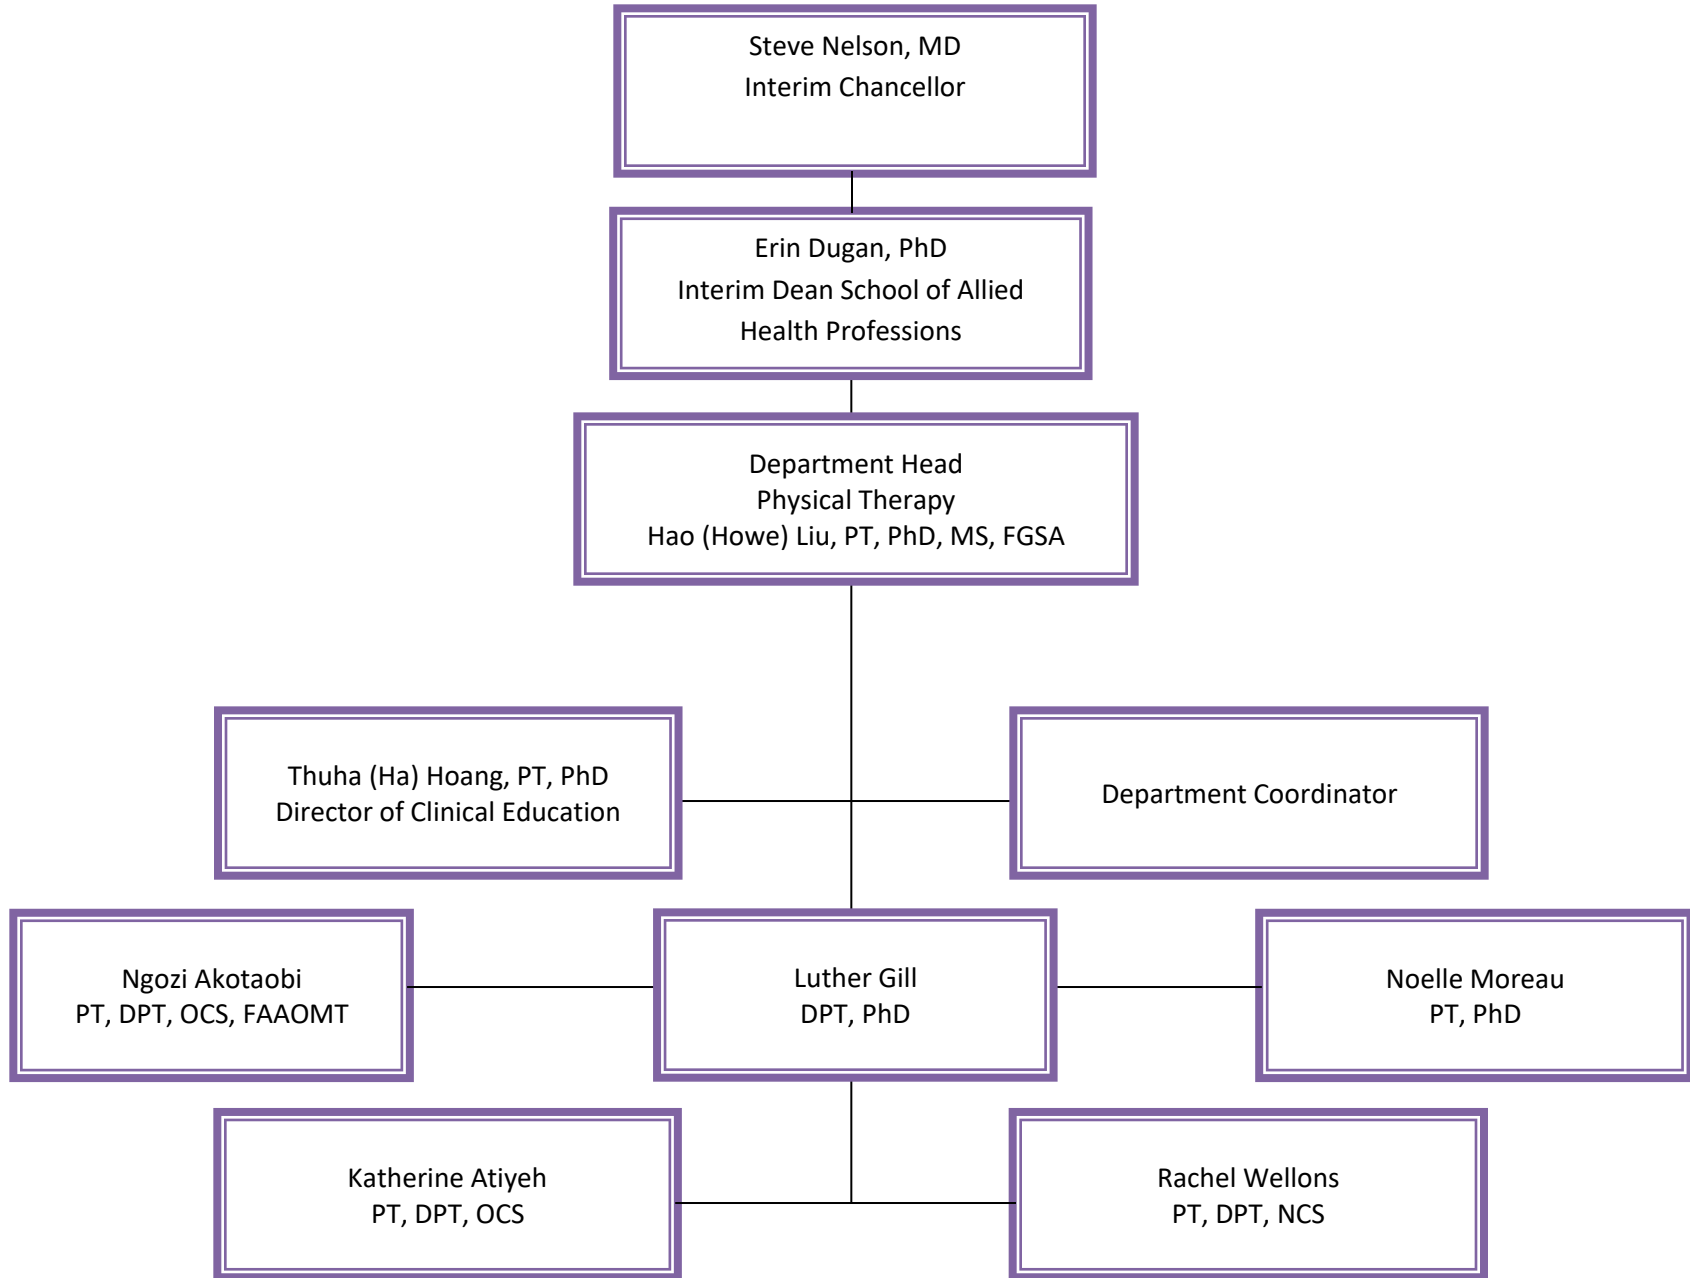 Steve Nelson, MD
Interim Chancellor
Erin Dugan, PhD
Interim Dean School of Allied
Health Professions
Department Head
Physical Therapy
Hao (Howe) Liu, PT, PhD, MS, FGSA
Thuha (Ha) Hoang, PT, PhD
Director of Clinical Education
Department Coordinator
Ngozi Akotaobi
PT, DPT, OCS, FAAOMT
Luther Gill
DPT, PhD
Noelle Moreau
PT, PhD
Katherine Atiyeh
PT, DPT, OCS
Rachel Wellons
PT, DPT, NCS